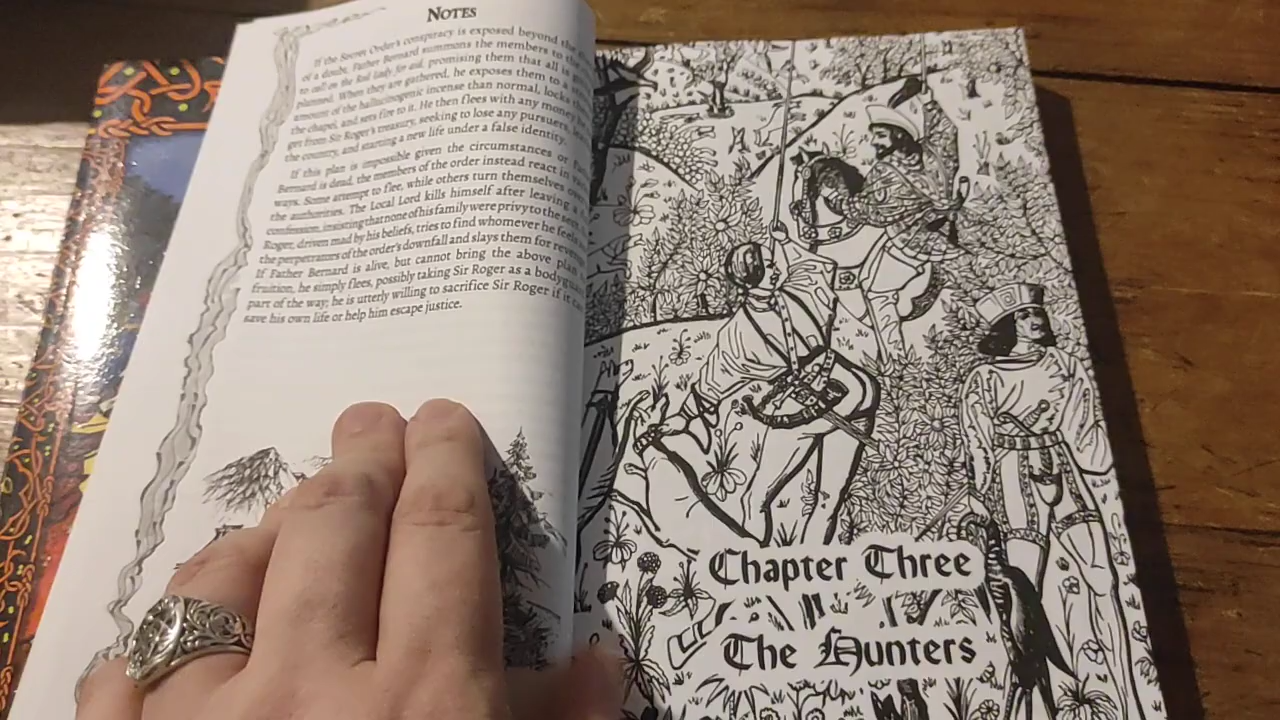 NOTES
If the Secret Order's conspiracy is exposed beyond the
of a doubt, Father Bernard summons the members to the
to call on the Red Lady for aid, promising them that all is
planned. When they are gathered, he exposes them to a
amount of the hallucinogenic incense than normal, locks
the chapel, and sets fire to it. He then flees with any money
get from Sir Roger's treasury, seeking to lose any pursuers,
the country, and starting a new life under a false identity.
If this plan is impossible given the circumstances or
Bernard is dead, the members of the order instead react in
ways. Some attempt to flee, while others turn themselves
the authorities. The Local Lord kills himself after leaving a
confession, insisting that none of his family were privy to the
Roger, driven mad by his beliefs, tries to find whomever he feels
the perpetrators of the order's downfall and slays them for revenge
If Father Bernard is alive, but cannot bring the above plan
fruition, he simply flees, possibly taking Sir Roger as a
part of the way; he is utterly willing to sacrifice Sir Roger if it
save his own life or help him escape justice.
Chapter Three
The Hunters